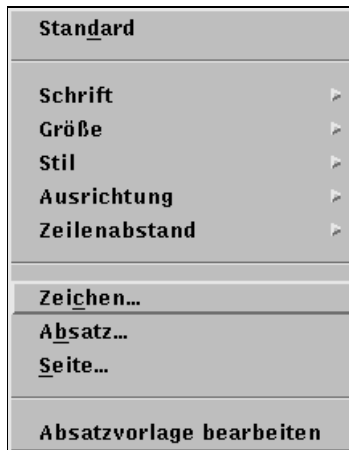 Standard
Schrift
Größe
Stil
Ausrichtung
Zeilenabstand
Zeichen...
Absatz...
Seite...
Absatzvorlage bearbeiten